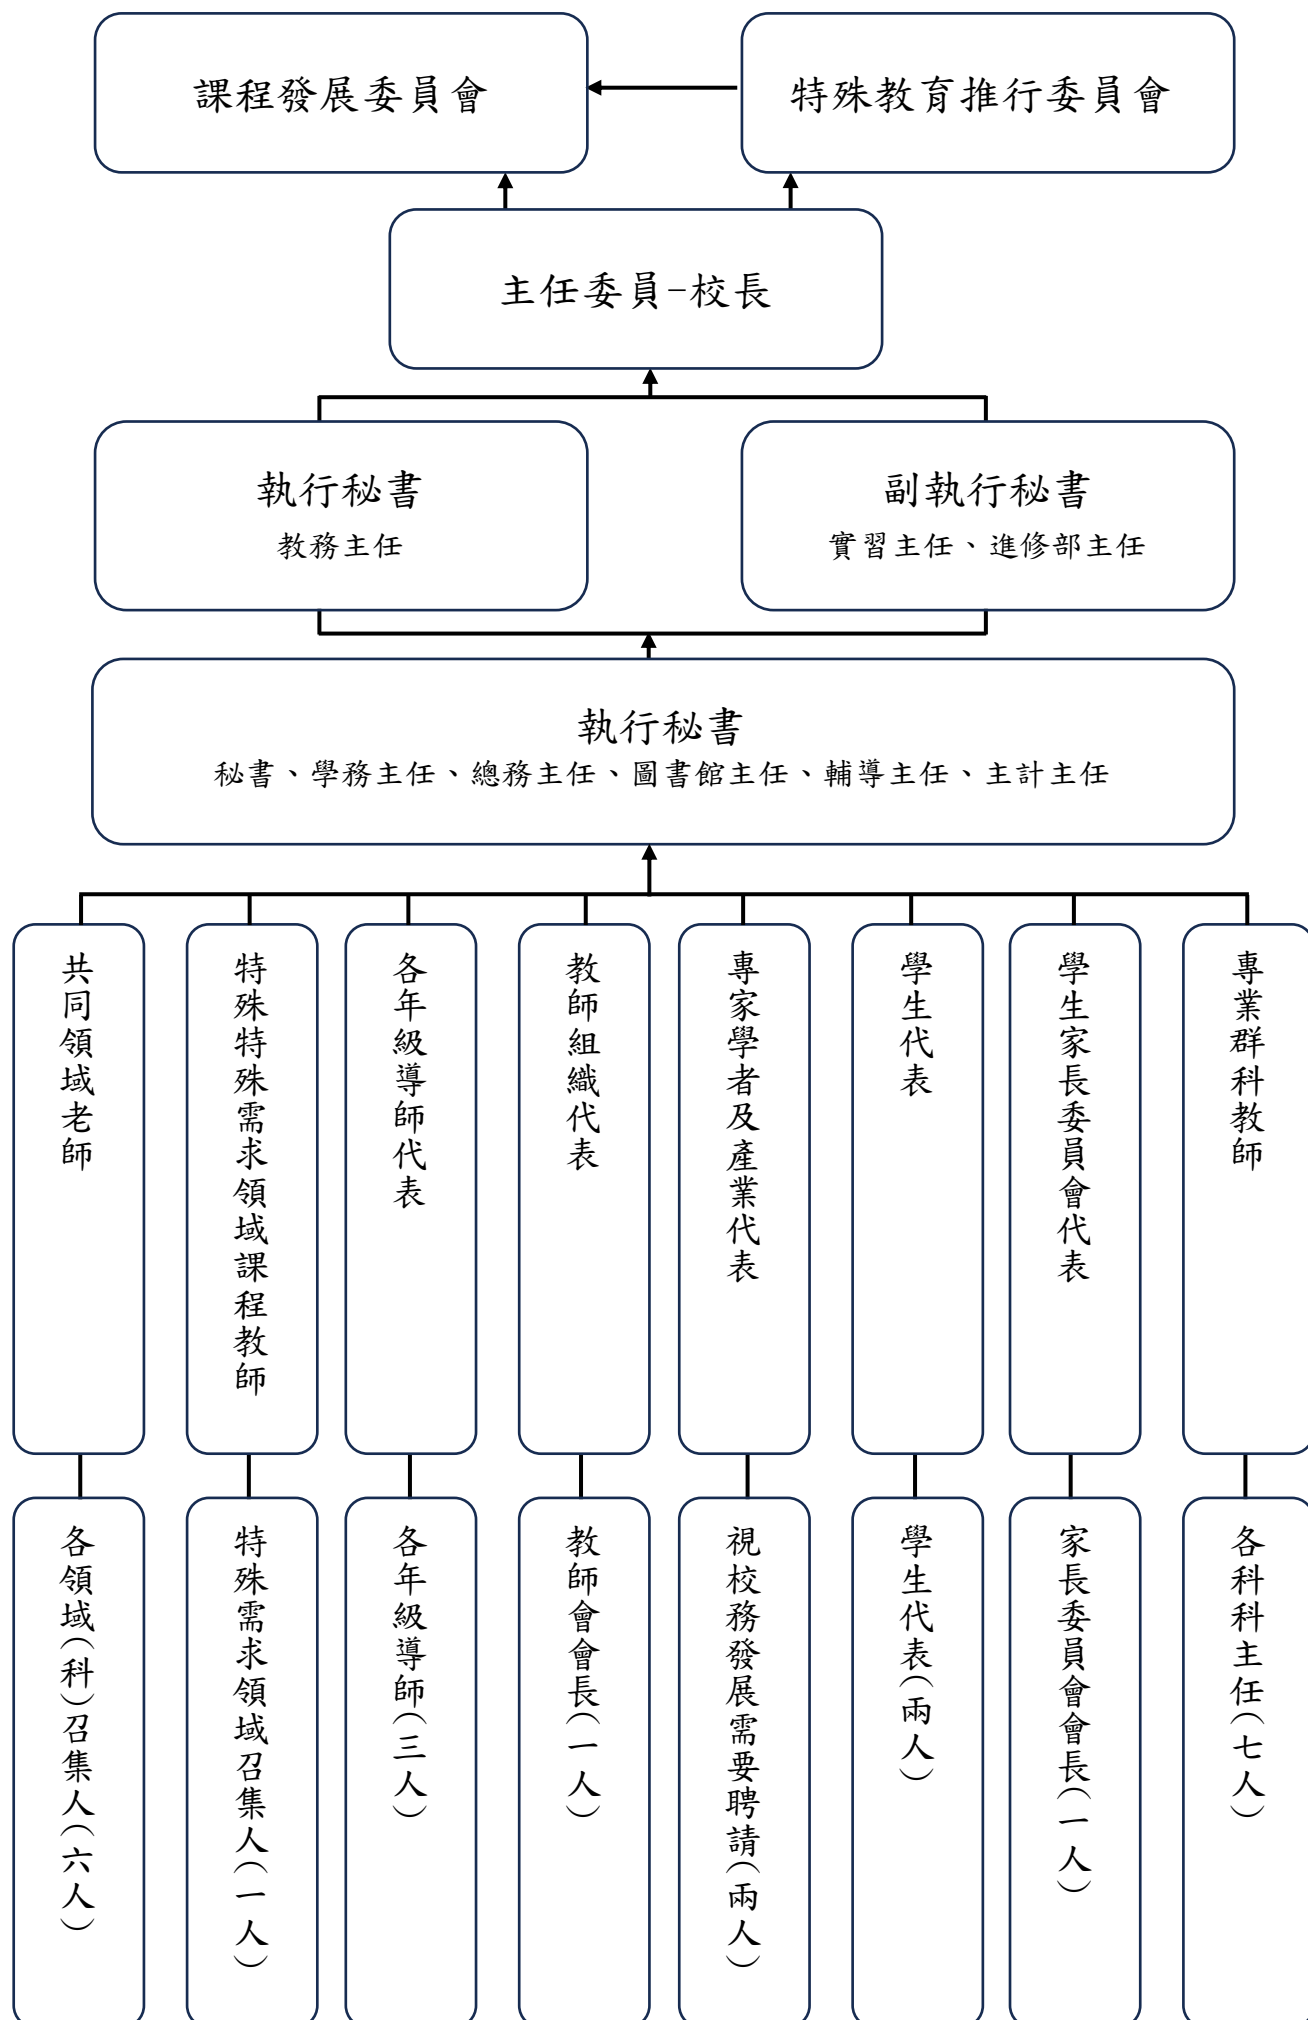 課程發展委員會
特殊教育推行委員會
主任委員-校長
執行秘書
教務主任
副執行秘書
實習主任、進修部主任
執行秘書
秘書、學務主任、總務主任、圖書館主任、輔導主任、主計主任
共同領域老師
特殊特殊需求領域課程教師
各年級導師代表
教師組織代表
專家學者及產業代表
學生代表
學生家長委員會代表
專業群科教師
各領域(科)召集人(六人)
特殊需求領域召集人(一人)
各年級導師(三人)
教師會會長(一人)
視校務發展需要聘請(兩人)
學生代表(兩人)
家長委員會會長(一人)
各科科主任(七人)